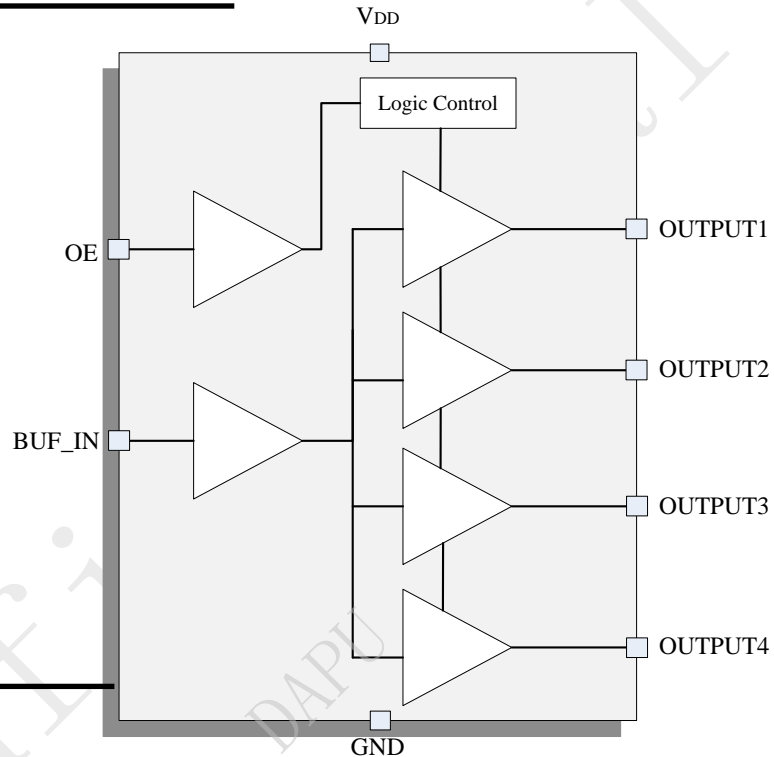 VDD
Logic Control
OE
OUTPUT1
OUTPUT2
BUF_IN
OUTPUT3
OUTPUT4
DAPU
GND